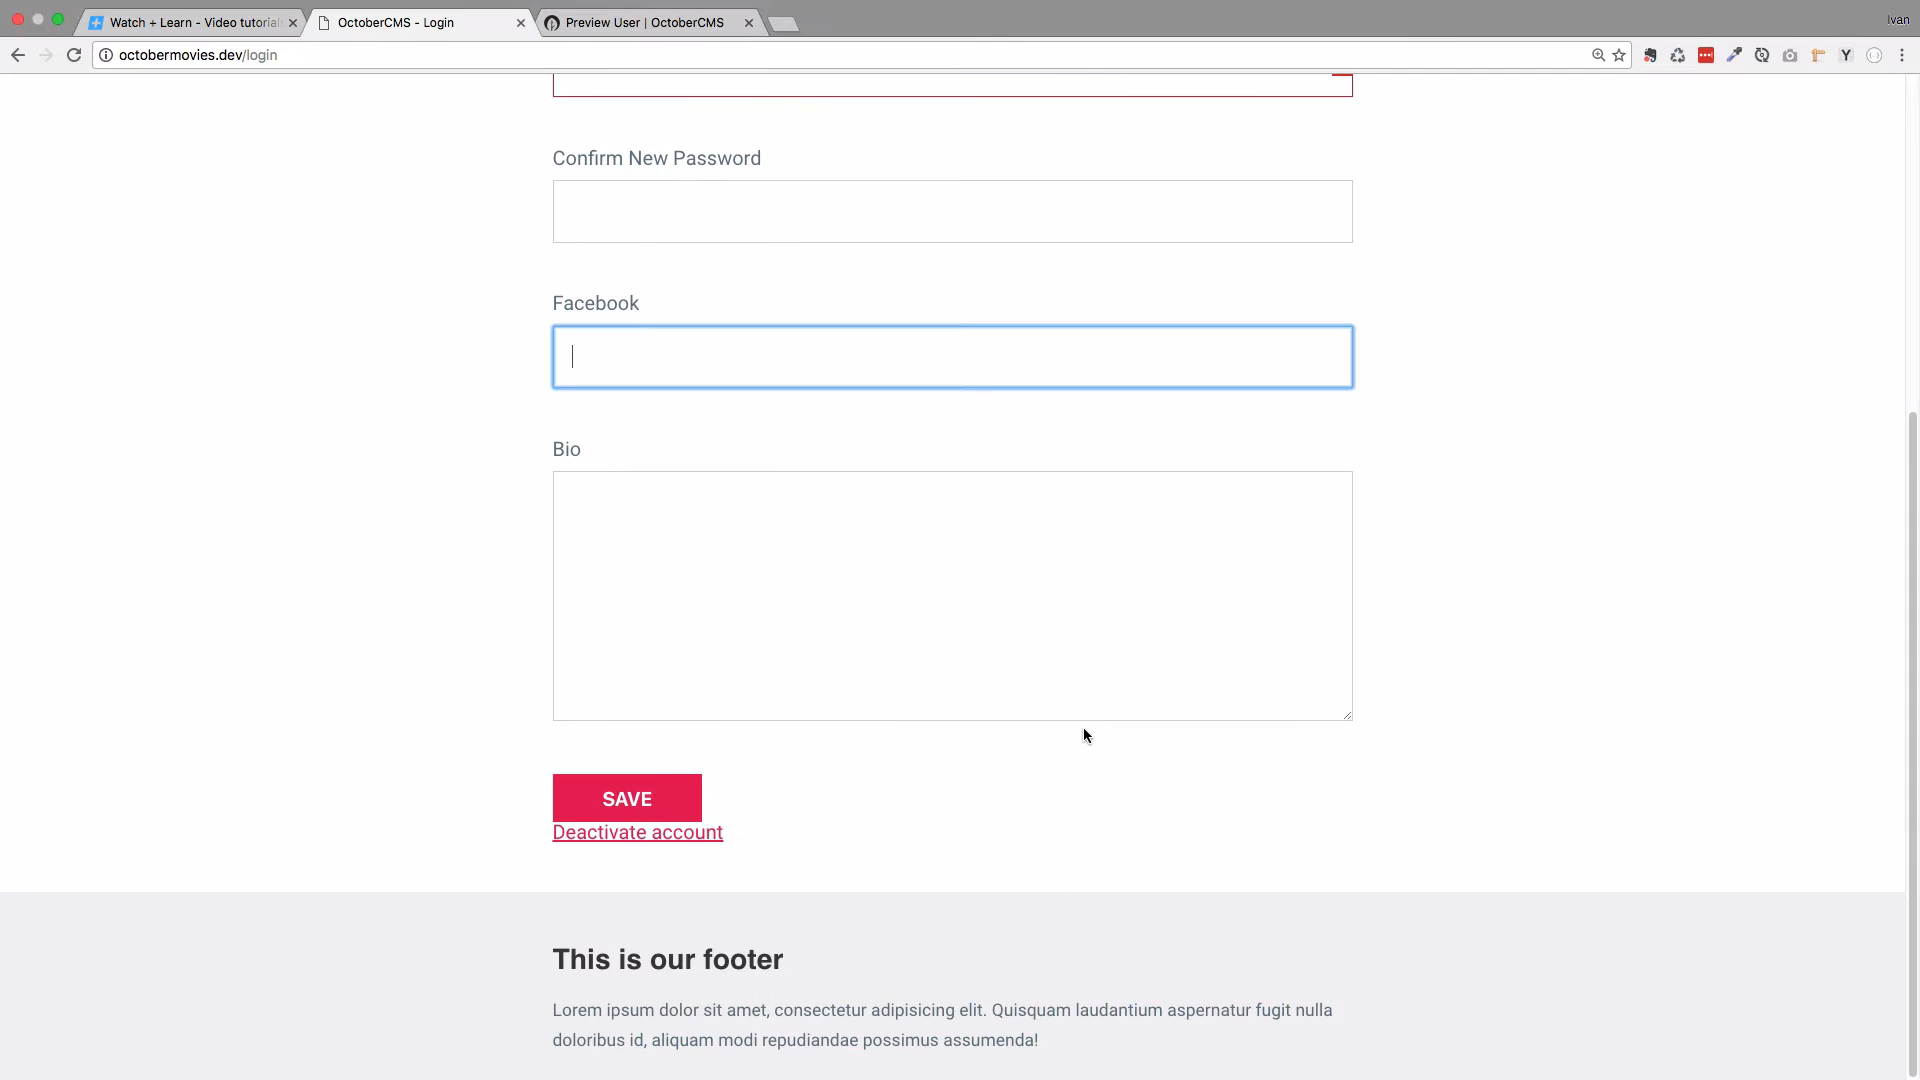 Watch + Learn - Video tutorial
OctoberCMS - Login
Preview User | OctoberCMS
Ivan
octobermovies.dev/login
Confirm New Password
Facebook
Bio
SAVE
Deactivate account
This is our footer
Lorem ipsum dolor sit amet, consectetur adipisicing elit. Quisquam laudantium aspernatur fugit nulla
doloribus id, aliquam modi repudiandae possimus assumenda!